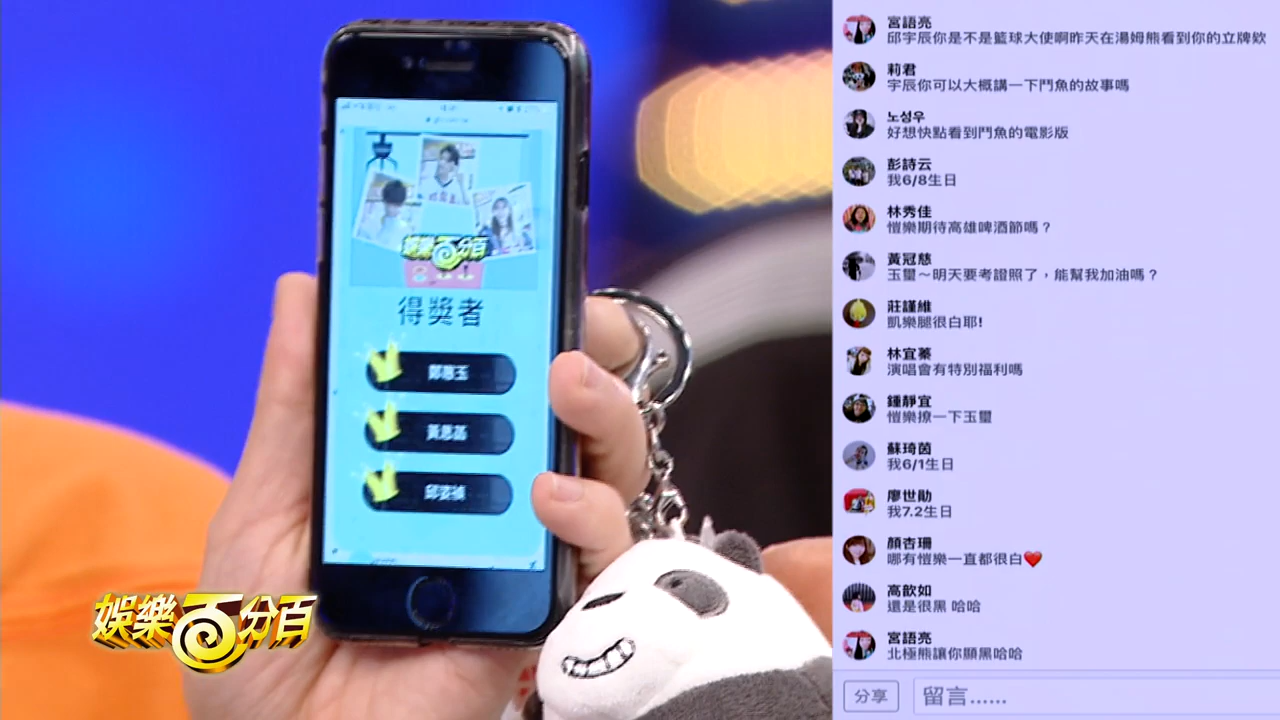 娛樂百分百
得獎者
娛樂百分百
宮語亮
邱宇辰你是不是籃球大使啊昨天在湯姆熊看到你的立牌欸
莉君
宇辰你可以大概講一下鬥魚的故事嗎
노성우
好想快點看到鬥魚的電影版
彭詩云
我6/8生日
林秀佳
愷樂期待高雄啤酒節嗎？
黃冠慈
玉璽～明天要考證照了，能幫我加油嗎？
莊謹維
凱樂腿很白耶!
林宜蓁
演唱會有特別福利嗎
鍾靜宜
愷樂撩一下玉璽
蘇琦茵
我6/1生日
廖世勛
我7.2生日
顏杏珊
哪有愷樂一直都很白❤️
高歆如
還是很黑 哈哈
宮語亮
北極熊讓你顯黑哈哈
分享
留言......